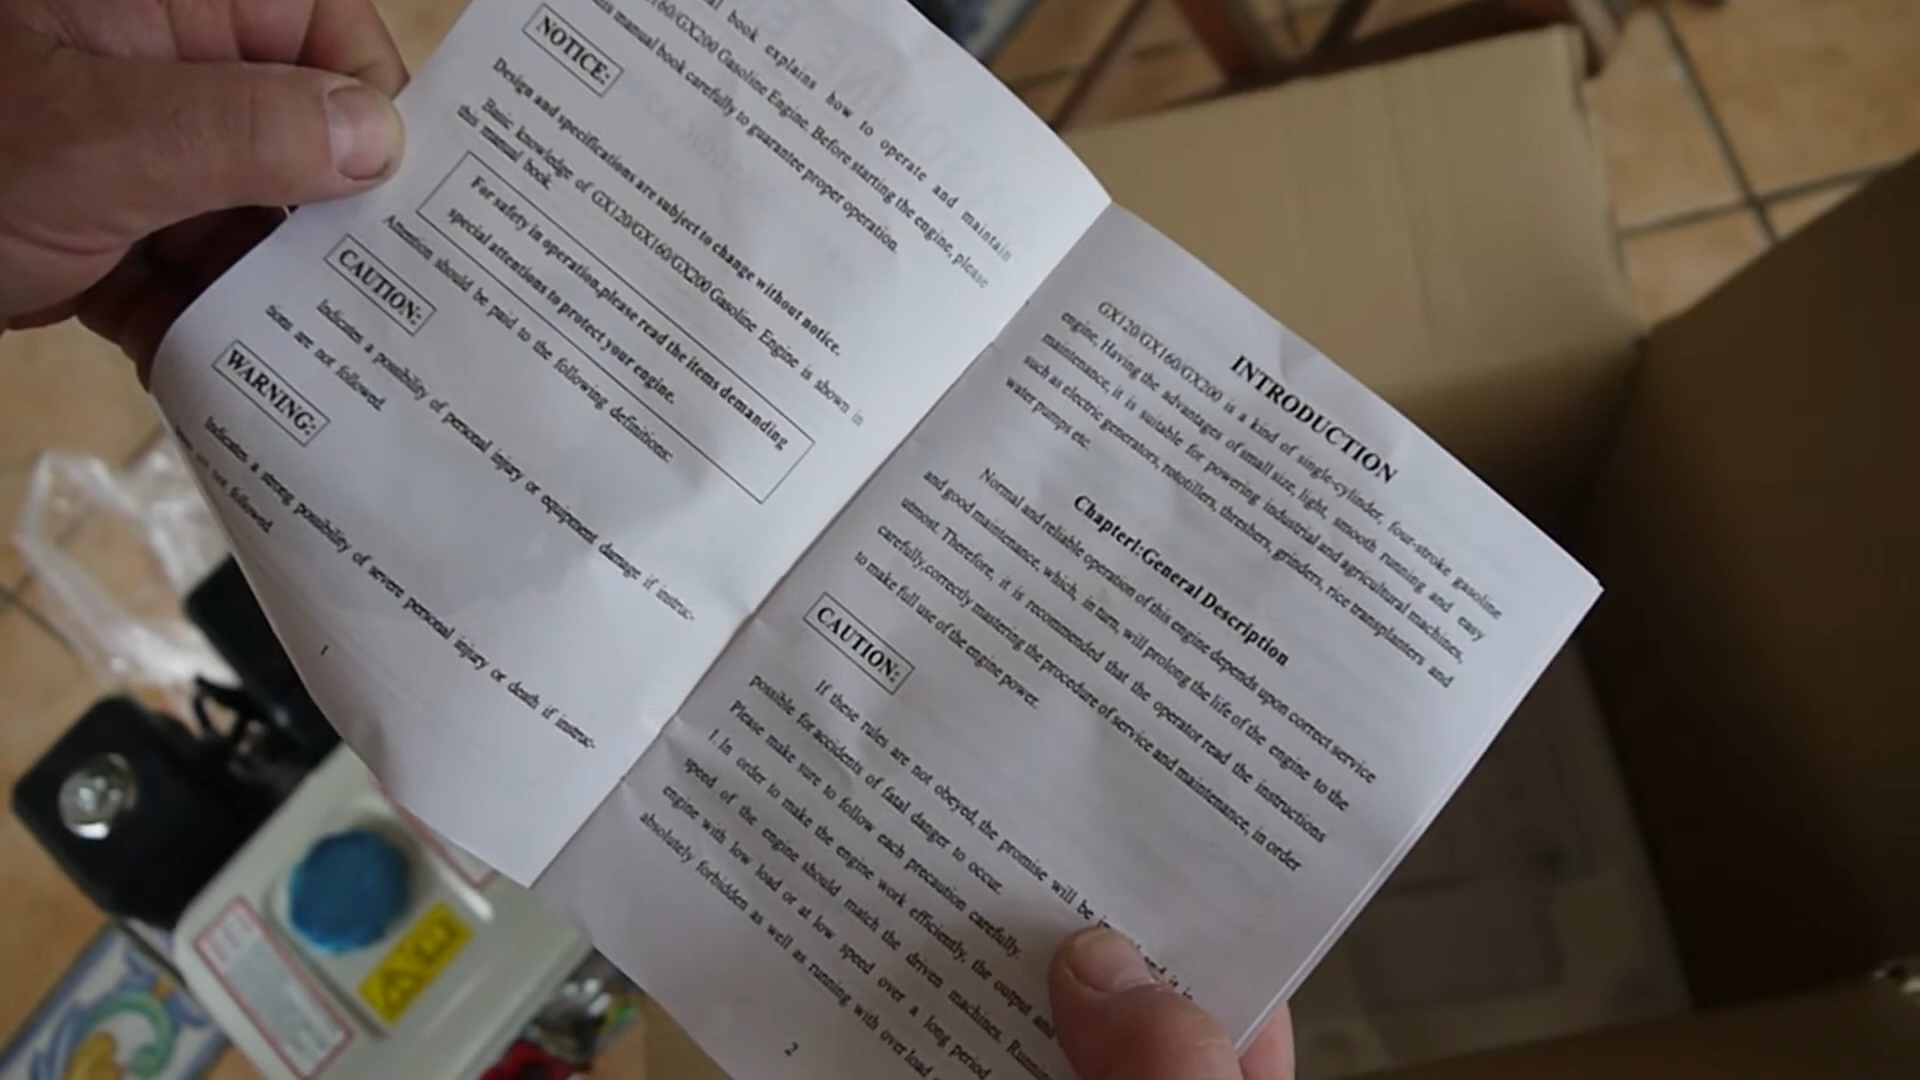 book explains how to operate and maintain
160/GX200 Gasoline Engine. Before starting the engine, please
manual book carefully to guarantee proper operation.
NOTICE:
Design and specifications are subject to change without notice.
Basic knowledge of GX120/GX160/GX200 Gasoline Engine is shown in
this manual book.
For safety in operation,please read the items demanding
special attentions to protect your engine.
Attention should be paid to the following definitions:
CAUTION:
Indicates a possibility of personal injury or equipment damage if instruc-
tions are not followed.
WARNING:
Indicates a strong possibility of severe personal injury or death if instruc-
are not followed.
1
INTRODUCTION
GX120/GX160/GX200 is a kind of single-cylinder, four-stroke gasoline
engine, Having the advantages of small size, light, smooth running and easy
maintenance, it is suitable for powering industrial and agricultural machines,
such as electric generators, rototillers, threshers, grinders, rice transplanters and
water pumps etc.
Chapter1:General Description
Normal and reliable operation of this engine depends upon correct service
and good maintenance, which, in turn, will prolong the life of the engine to the
utmost. Therefore, it is recommended that the operator read the instructions
carefully,correctly mastering the procedure of service and maintenance, in order
to make full use of the engine power.
CAUTION:
If these rules are not obeyed, the promise will be
possible for accidents of fatal danger to occur.
Please make sure to follow each precaution carefully.
1. In order to make the engine work efficiently, the output and
speed of the engine should match the driven machines.
engine with low load or at low speed over a long period
absolutely forbidden as well as running with over load
2